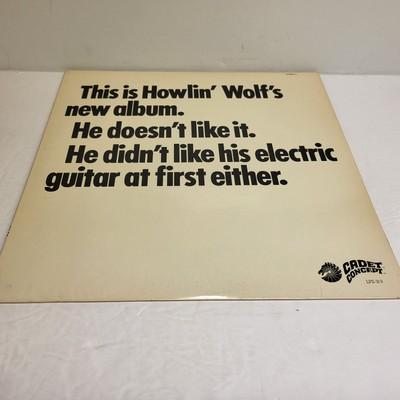 This is Howlin' Wolf's
new album.
He doesn't like it.
He didn't like his electric
guitar at first either.
CADET
CONCEPT